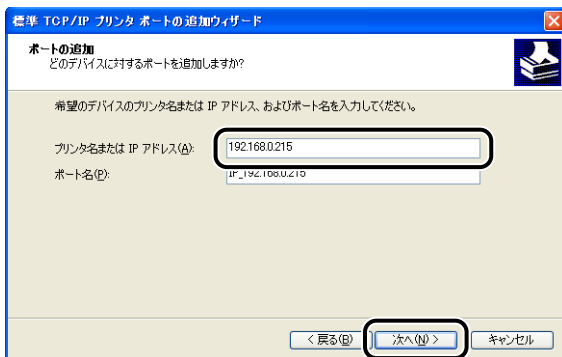 標準 TCP/IP プリンタ ポートの追加ウィザード
ポートの追加
どのデバイスに対するポートを追加しますか?
希望のデバイスのプリンタ名または IP アドレス、およびポート名を入力してください。
プリンタ名または IP アドレス(A): 192.168.0.215
ポート名(P): IP_192.168.0.215
< 戻る(B) 次へ(N) > キャンセル